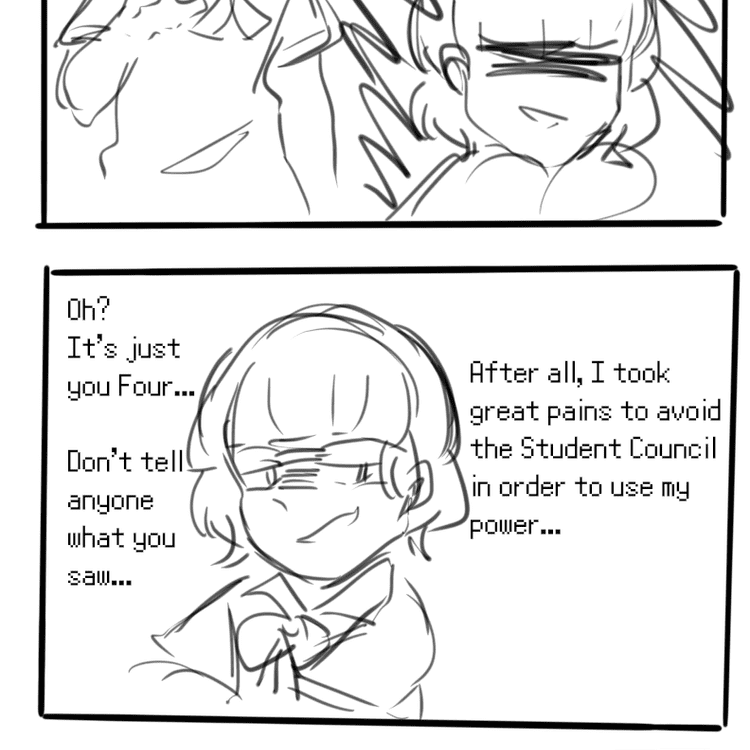 Oh?
It's just
you Four...
Don't tell
anyone
what you
saw...
After all, I took
great pains to avoid
the Student Council
in order to use my
power...